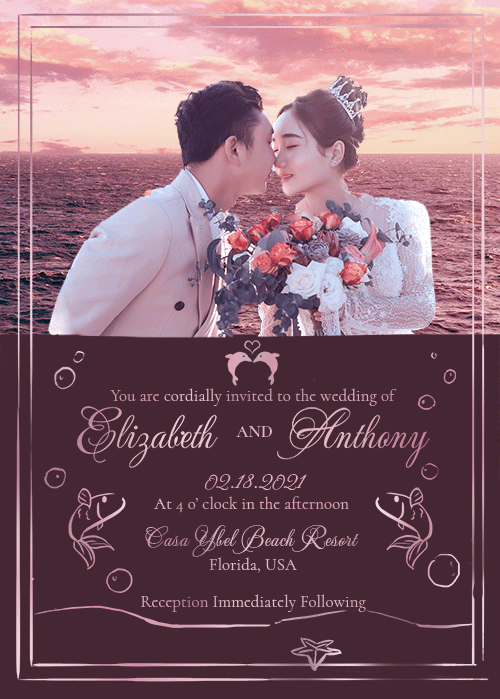 You are cordially invited to the wedding of
Elizabeth AND Anthony
02.18.2021
At 4 o' clock in the afternoon
Casa Ybel Beach Resort
Florida, USA
Reception Immediately Following